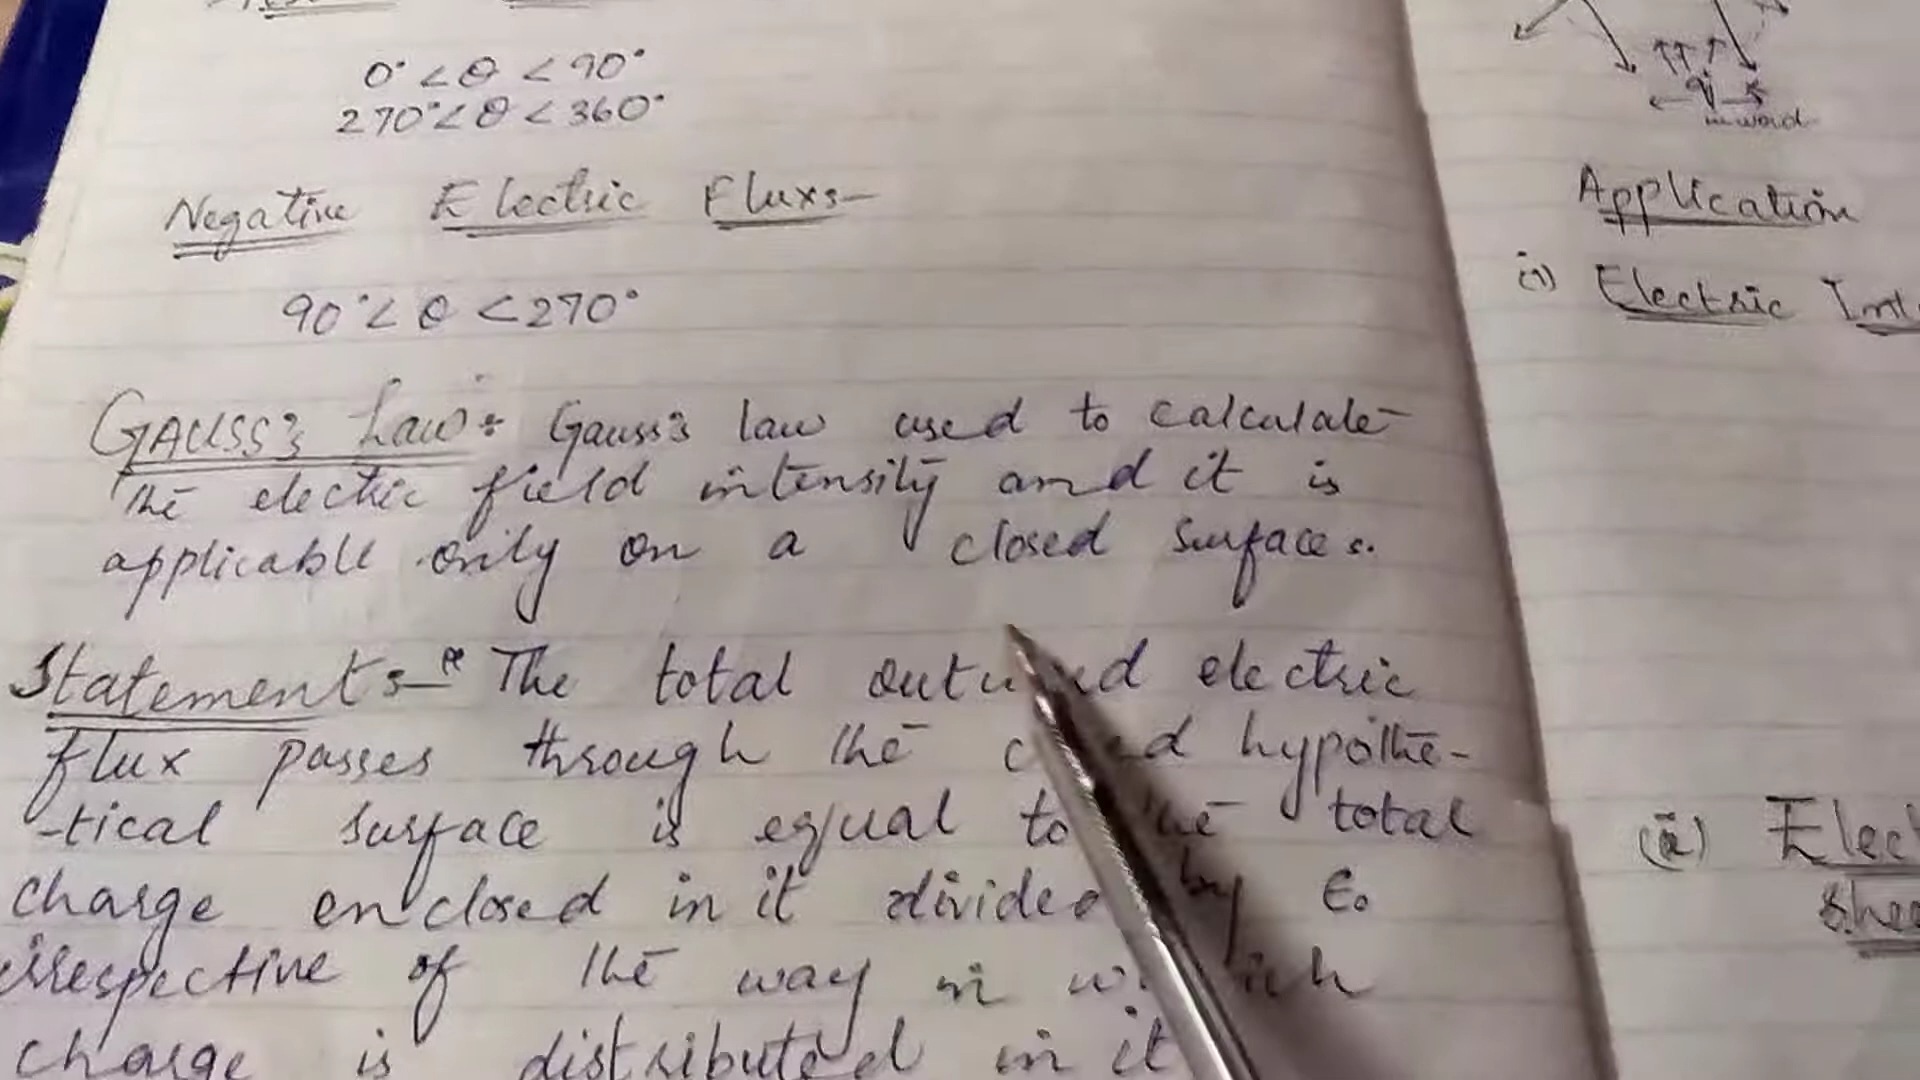 0° < θ < 90°
270° < θ < 360°
Negative Electric Flux:-
90° < θ < 270°
GAUSS's Law: Gauss's law used to calculate
the electric field intensity and it is
applicable only on a closed surface.
Statement:- " The total electric
flux passes through the hypothe-
-tical surface is equal to the total
charge enclosed in it divided by ε₀
irrespective of the way in which
charge is distributed in it
inward
Application
(i) Electric
(ii)